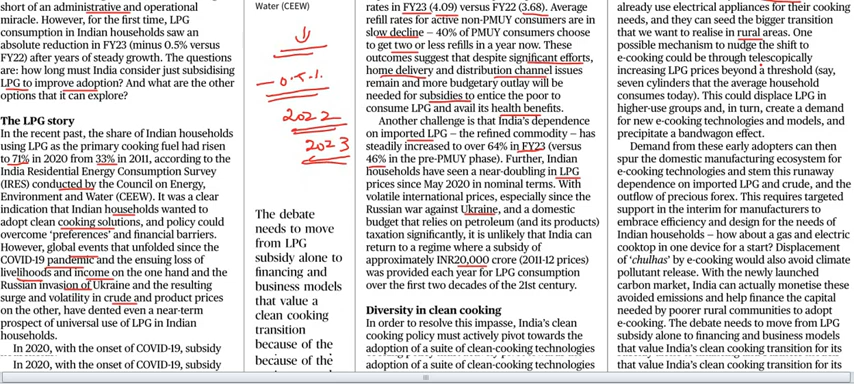 short of an administrative and operational
miracle. However, for the first time, LPG
consumption in Indian households saw an
absolute reduction in FY23 (minus 0.5% versus
FY22) after years of steady growth. The questions
are: how long must India consider just subsidising
LPG to improve adoption? And what are the other
options that it can explore?
The LPG story
In the recent past, the share of Indian households
using LPG as the primary cooking fuel had risen
to 71% in 2020 from 33% in 2011, according to the
India Residential Energy Consumption Survey
(IRES) conducted by the Council on Energy,
Environment and Water (CEEW). It was a clear
indication that Indian households wanted to
adopt clean cooking solutions, and policy could
overcome ‘preferences’ and financial barriers.
However, global events that unfolded since the
COVID-19 pandemic and the ensuing loss of
livelihoods and income on the one hand and the
Russian invasion of Ukraine and the resulting
surge and volatility in crude and product prices
on the other, have dented even a near-term
prospect of universal use of LPG in Indian
households.
In 2020, with the onset of COVID-19, subsidy
In 2020, with the onset of COVID-19, subsidy
Water (CEEW)
- 0.5%
2022
2023
The debate
needs to move
from LPG
subsidy alone to
financing and
business models
that value a
clean cooking
transition
because of the
because of the
rates in FY23 (4.09) versus FY22 (3.68). Average
refill rates for active non-PMUY consumers are in
slow decline – 40% of PMUY consumers choose
to get two or less refills in a year now. These
outcomes suggest that despite significant efforts,
home delivery and distribution channel issues
remain and more budgetary outlay will be
needed for subsidies to entice the poor to
consume LPG and avail its health benefits.
Another challenge is that India’s dependence
on imported LPG – the refined commodity – has
steadily increased to over 64% in FY23 (versus
46% in the pre-PMUY phase). Further, Indian
households have seen a near-doubling in LPG
prices since May 2020 in nominal terms. With
volatile international prices, especially since the
Russian war against Ukraine, and a domestic
budget that relies on petroleum (and its products)
taxation significantly, it is unlikely that India can
return to a regime where a subsidy of
approximately INR20,000 crore (2011-12 prices)
was provided each year for LPG consumption
over the first two decades of the 21st century.
Diversity in clean cooking
In order to resolve this impasse, India’s clean
cooking policy must actively pivot towards the
adoption of a suite of clean-cooking technologies
adoption of a suite of clean-cooking technologies
already use electrical appliances for their cooking
needs, and they can seed the bigger transition
that we want to realise in rural areas. One
possible mechanism to nudge the shift to
e-cooking could be through telescopically
increasing LPG prices beyond a threshold (say,
seven cylinders that the average household
consumes today). This could displace LPG in
higher-use groups and, in turn, create a demand
for new e-cooking technologies and models, and
precipitate a bandwagon effect.
Demand from these early adopters can then
spur the domestic manufacturing ecosystem for
e-cooking technologies and stem this runaway
dependence on imported LPG and crude, and the
outflow of precious forex. This requires targeted
support in the interim for manufacturers to
embrace efficiency and design for the needs of
Indian households – how about a gas and electric
cooktop in one device for a start? Displacement
of ‘chulhas’ by e-cooking would also avoid climate
pollutant release. With the newly launched
carbon market, India can actually monetise these
avoided emissions and help finance the capital
needed by poorer rural communities to adopt
e-cooking. The debate needs to move from LPG
subsidy alone to financing and business models
that value India’s clean cooking transition for its
that value India’s clean cooking transition for its